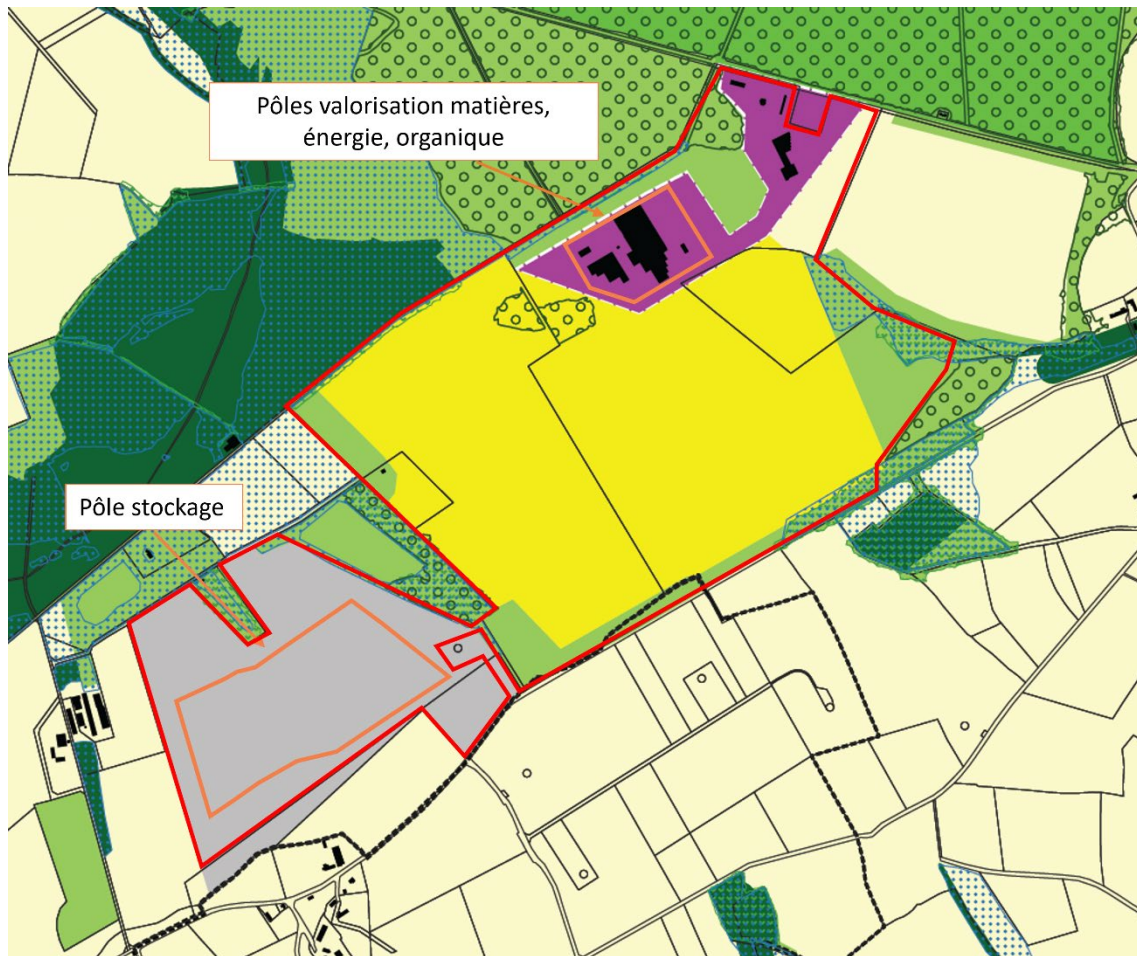 Pôles valorisation matières,
énergie, organique
Pôle stockage